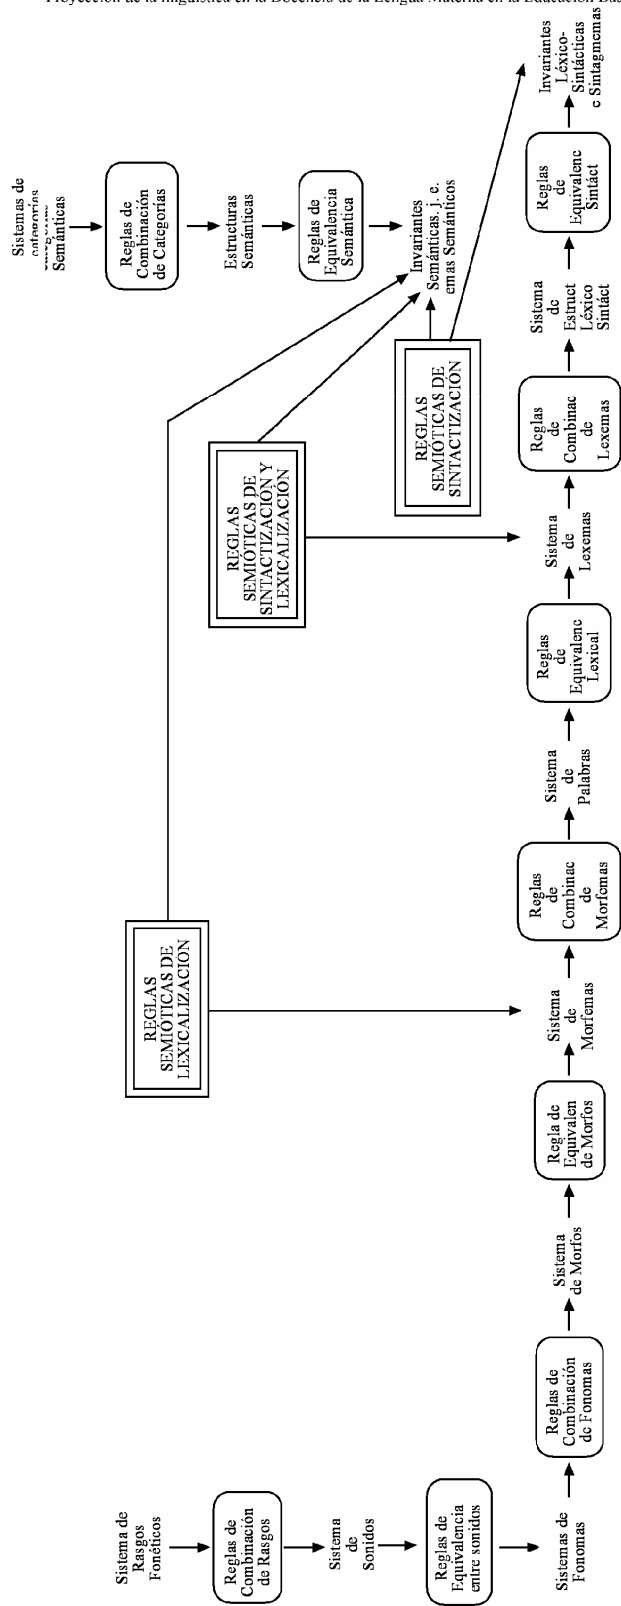 Proyección de la lingüística en la Docencia de la Lengua Materna en la Educación
Sistema de
Rasgos
Fonéticos
Reglas de
Combinación
de Rasgos
Sistema
de
Sonidos
Reglas de
Equivalencia
entre sonidos
Sistemas de
Fonomas
Reglas de
Combinación
de Fonomas
Sistema
de Morfos
Regla de
Equivalen
de Morfos
Sistema
de
Morfemas
Reglas
de
Combinac
de
Morfemas
Sistema
de
Palabras
Reglas
de
Equivalenc
Lexical
Sistema
de
Lexemas
Reglas
de
Combinac
de
Lexemas
Sistema
de
Estruct
Léxico
Sintáct
Reglas
de
Equivalenc
Sintáct
Invariantes
Léxico-
Sintácticas
e Sintagmemas
REGLAS
SEMIÓTICAS DE
LEXICALIZACIÓN
REGLAS
SEMIÓTICAS DE
SINTACTIZACIÓN Y
LEXICALIZACIÓN
REGLAS
SEMIÓTICAS DE
SINTACTIZACIÓN
Sistemas de
categorías
Semánticas
Reglas de
Combinación
de Categorías
Estructuras
Semánticas
Reglas de
Equivalencia
Semántica
Invariantes
Semánticas, j. e.
emas Semánticos